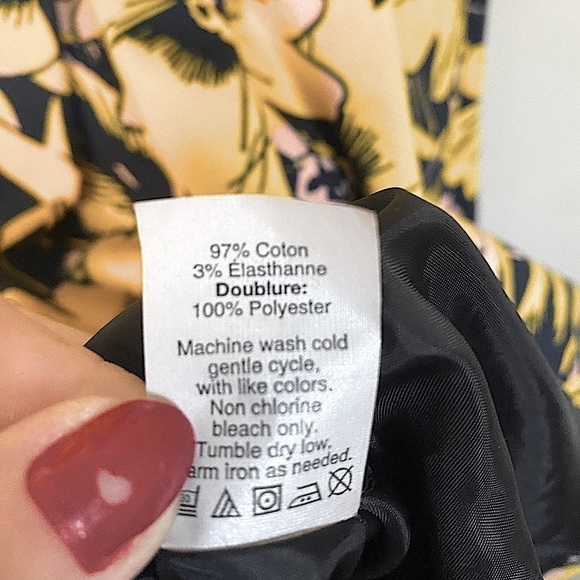 97% Coton
3% Élasthanne
Doublure:
100% Polyester
Machine wash cold
gentle cycle,
with like colors.
Non chlorine
bleach only.
Tumble dry low.
arm iron as needed.
30